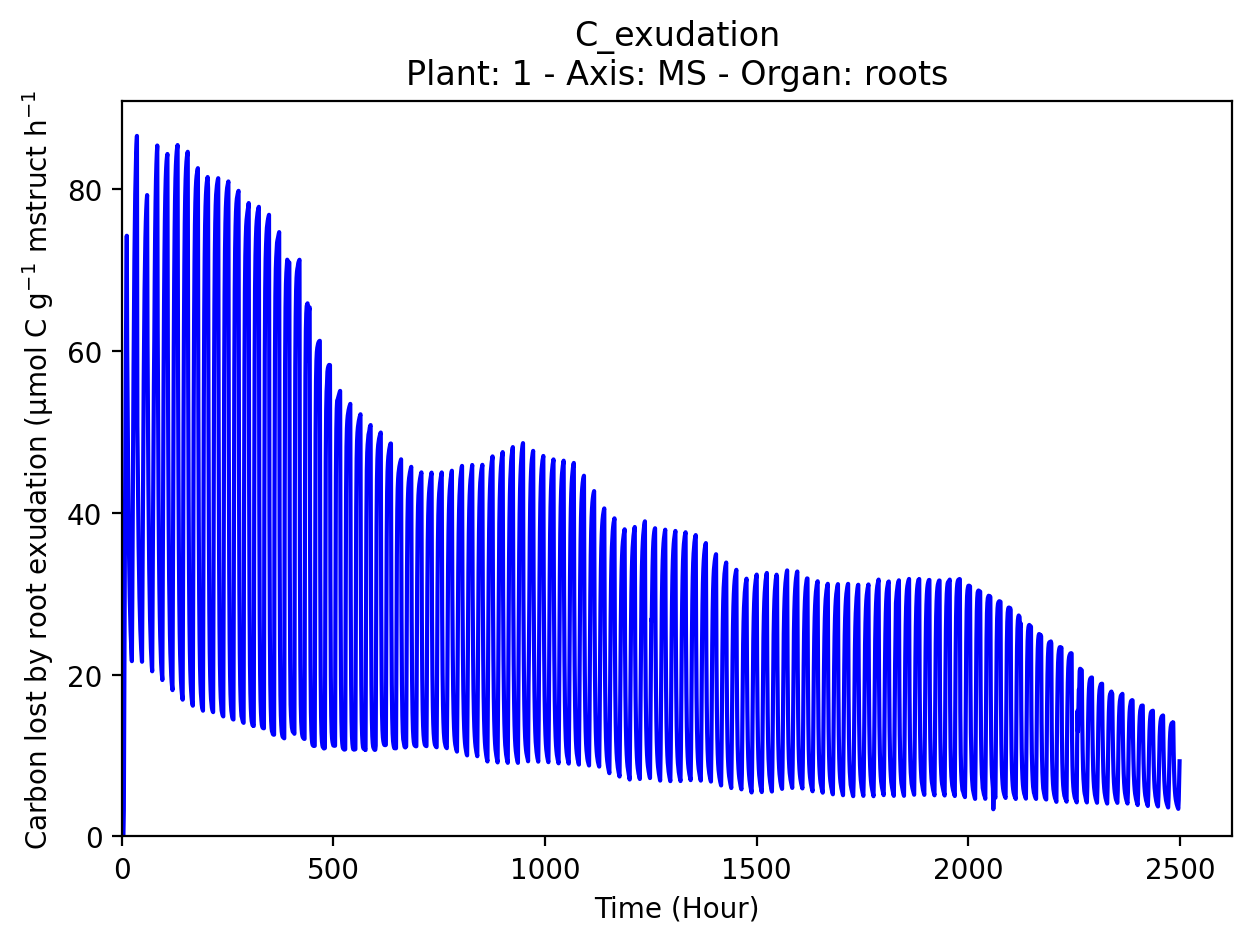 C_exudation
Plant: 1 - Axis: MS - Organ: roots
Carbon lost by root exudation (µmol C g⁻¹ mstruct h⁻¹
80
60
40
20
0
0 500 1000 1500 2000 2500
Time (Hour)